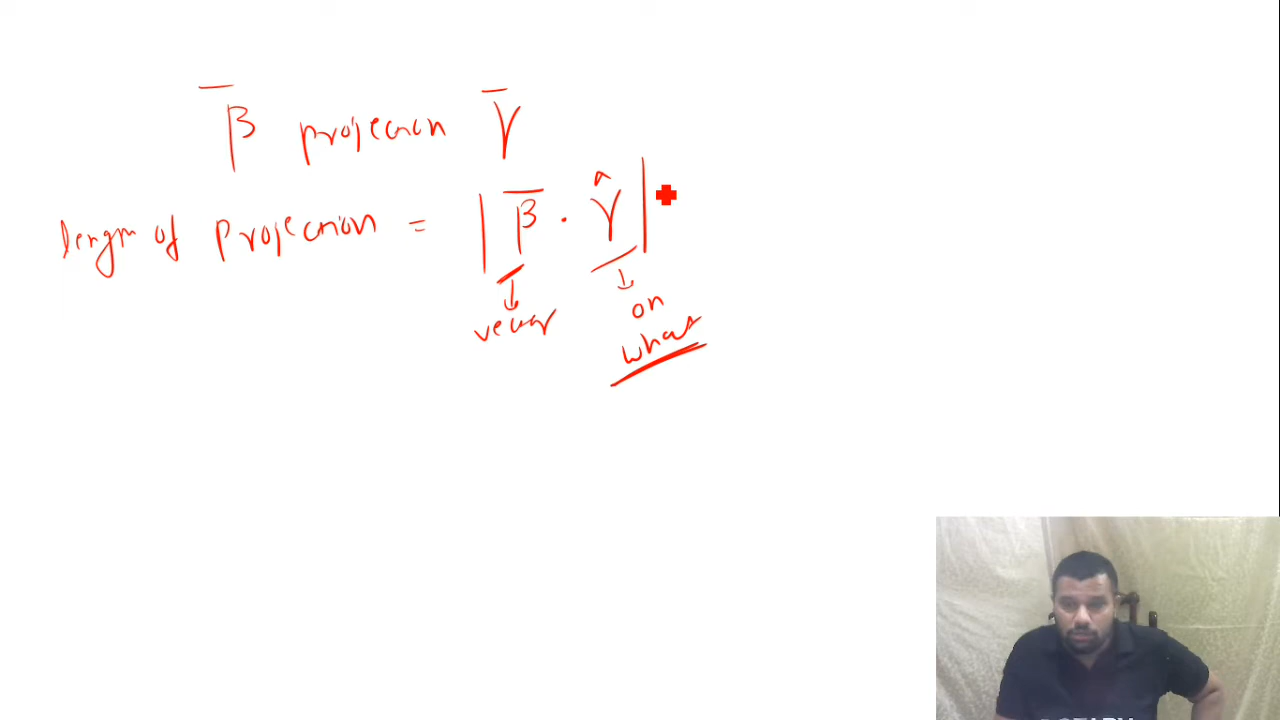 β̅ projection γ̅
length of projection = | β̅ · γ̂ |
vector
on
what